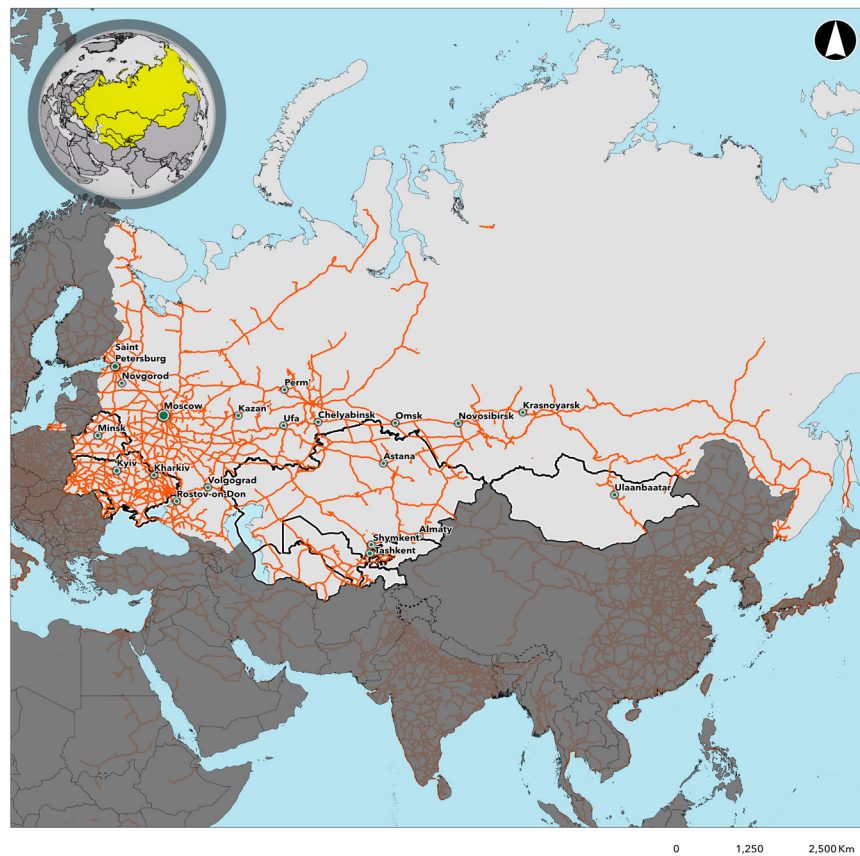 Saint
Petersburg
Novgorod
Moscow
Perm'
Kazan'
Ufa
Chelyabinsk
Omsk
Novosibirsk
Krasnoyarsk
Minsk
Kyiv
Kharkiv
Volgograd
Rostov-on-Don
Astana
Ulaanbaatar
Almaty
Shymkent
Tashkent
0 1,250 2,500 Km